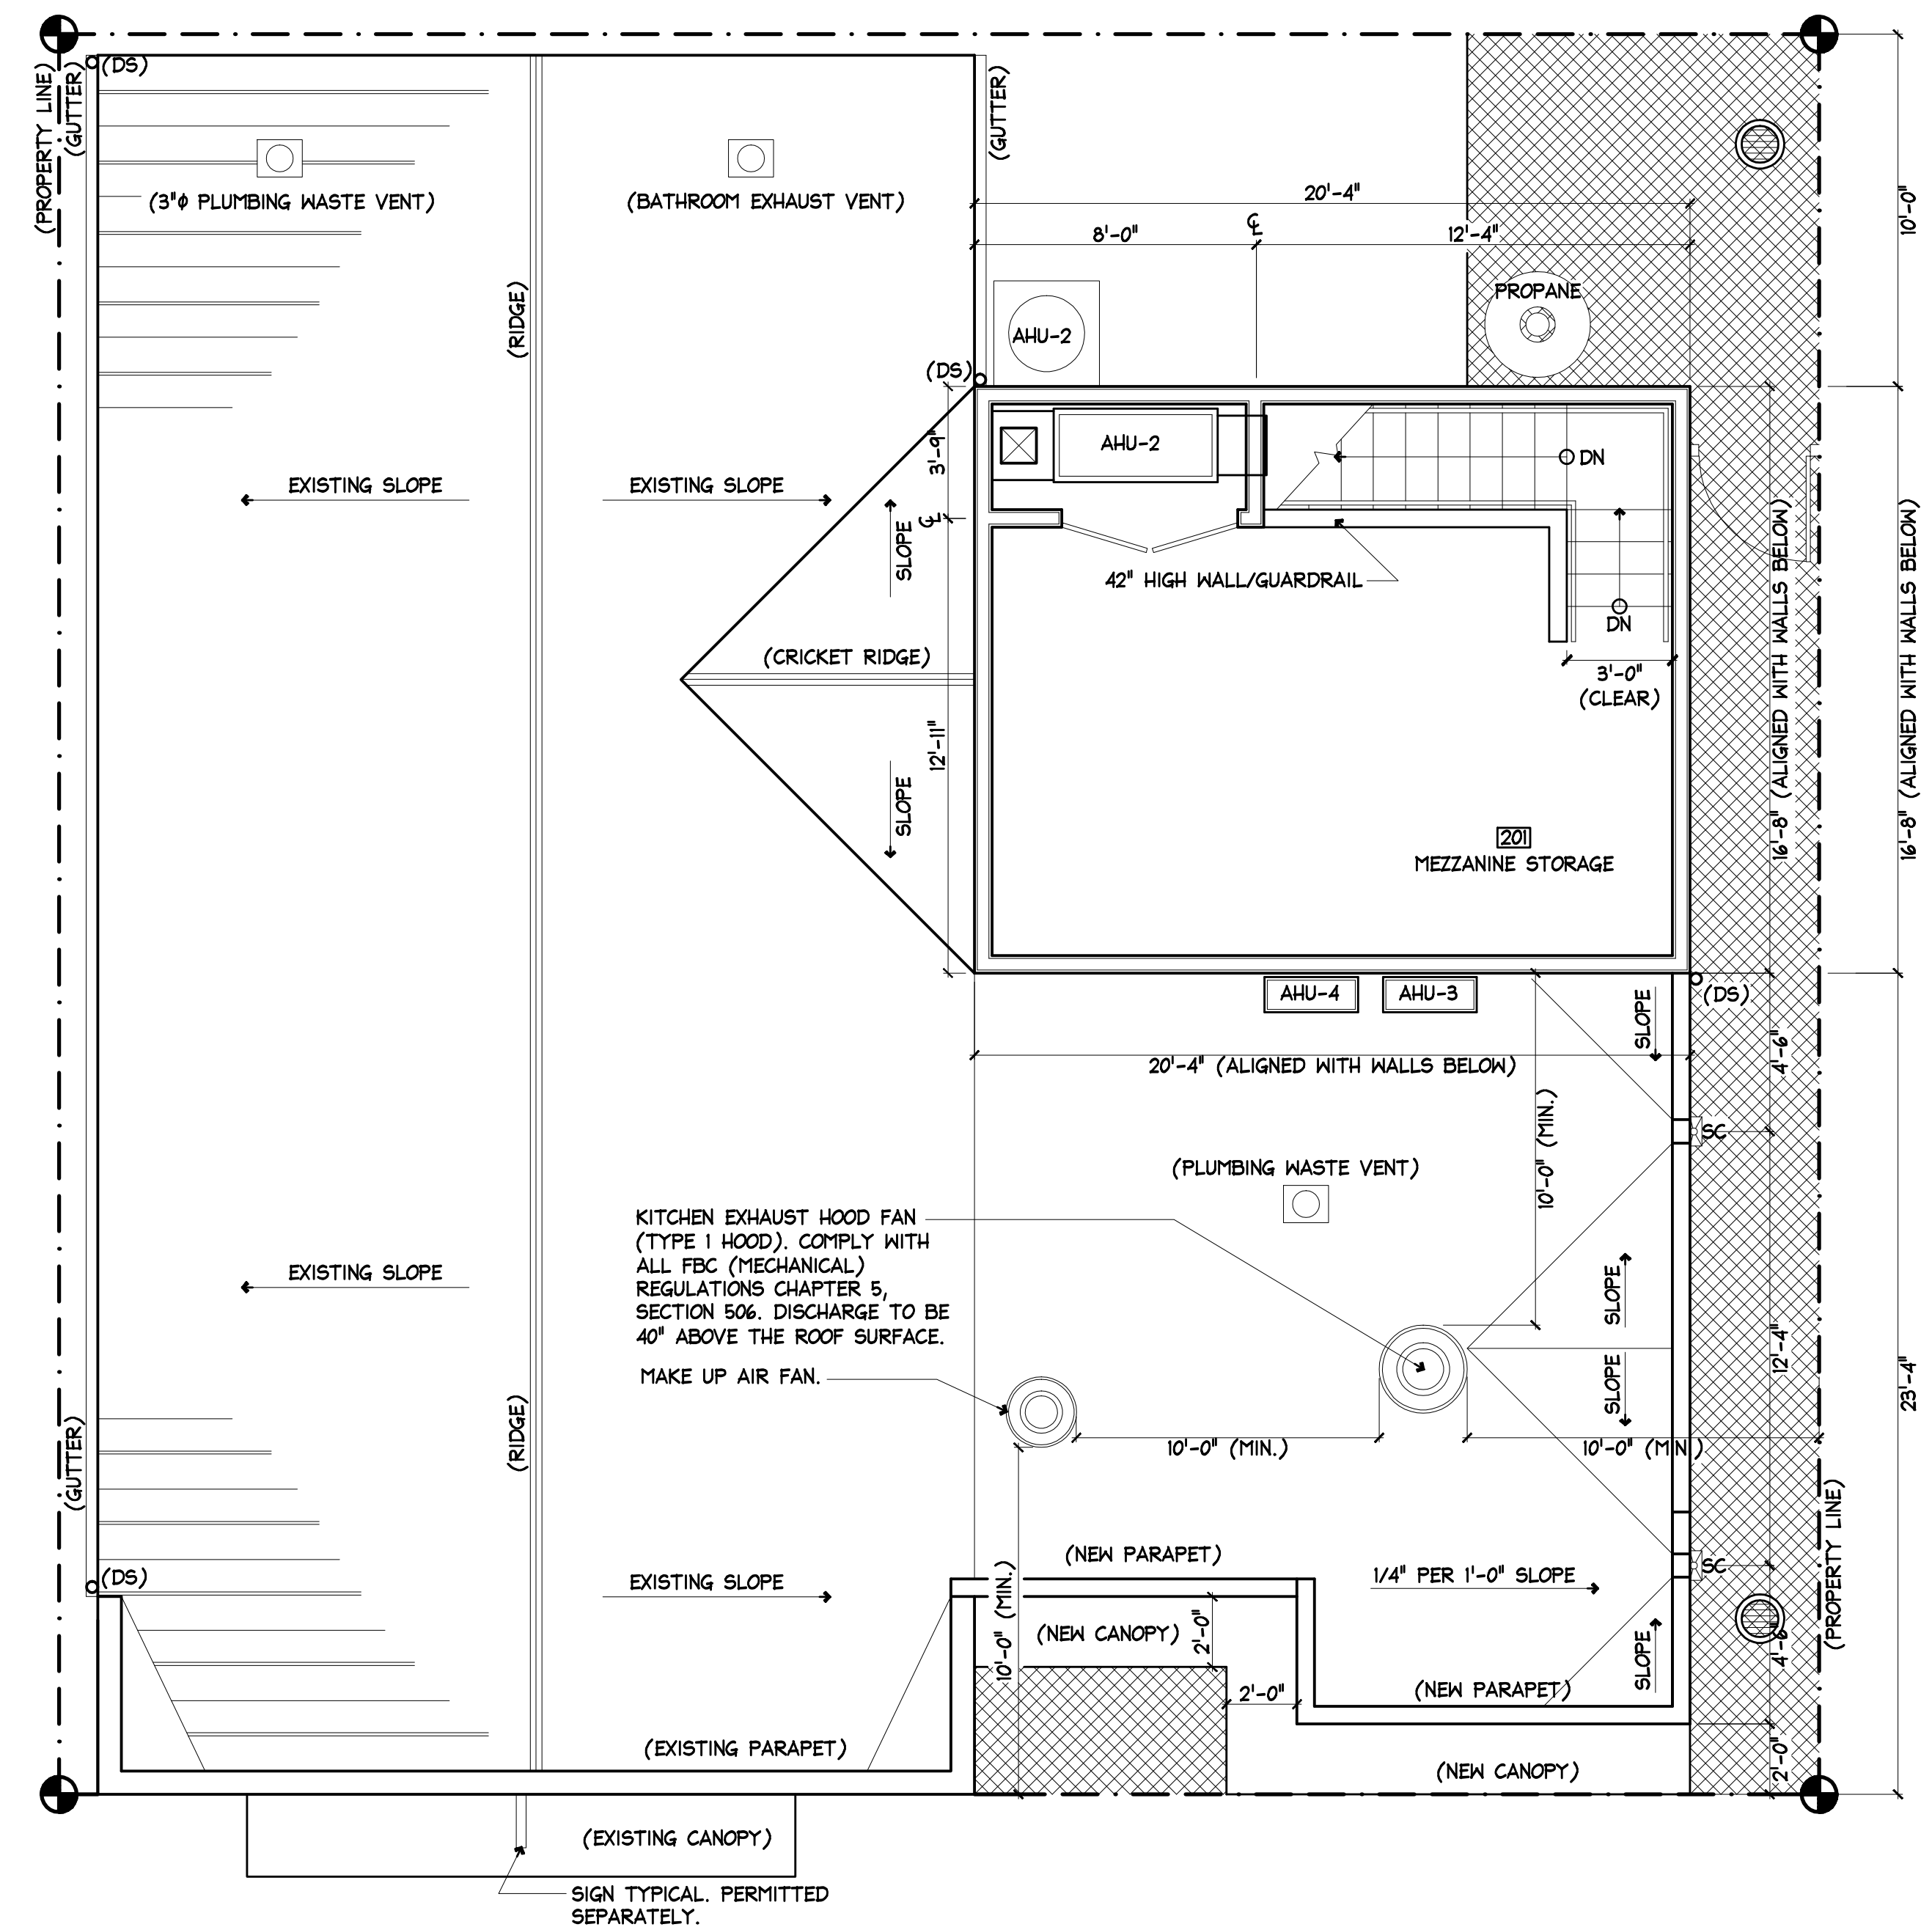 (DS)
(PROPERTY LINE)
(GUTTER)
(GUTTER)
(3"ϕ PLUMBING WASTE VENT)
(BATHROOM EXHAUST VENT)
20'-4"
8'-0"
℄
12'-4"
10'-0"
(RIDGE)
PROPANE
AHU-2
(DS)
3'-9"
AHU-2
DN
EXISTING SLOPE
EXISTING SLOPE
SLOPE
℄
42" HIGH WALL/GUARDRAIL
DN
(CRICKET RIDGE)
3'-0"
(CLEAR)
16'-8" (ALIGNED WITH WALLS BELOW)
16'-8" (ALIGNED WITH WALLS BELOW)
12'-11"
SLOPE
201
MEZZANINE STORAGE
AHU-4
AHU-3
(DS)
SLOPE
4'-6"
20'-4" (ALIGNED WITH WALLS BELOW)
10'-0" (MIN.)
SC
(PLUMBING WASTE VENT)
KITCHEN EXHAUST HOOD FAN
(TYPE 1 HOOD). COMPLY WITH
ALL FBC (MECHANICAL)
REGULATIONS CHAPTER 5,
SECTION 506. DISCHARGE TO BE
40" ABOVE THE ROOF SURFACE.
EXISTING SLOPE
SLOPE
SLOPE
12'-4"
23'-4"
MAKE UP AIR FAN.
(GUTTER)
(RIDGE)
10'-0" (MIN.)
10'-0" (MIN.)
(PROPERTY LINE)
(NEW PARAPET)
SC
(DS)
EXISTING SLOPE
10'-0" (MIN.)
1/4" PER 1'-0" SLOPE
(NEW CANOPY)
2'-0"
SLOPE
4'-6"
2'-0"
(NEW PARAPET)
(EXISTING PARAPET)
(NEW CANOPY)
2'-0"
(EXISTING CANOPY)
SIGN TYPICAL. PERMITTED
SEPARATELY.